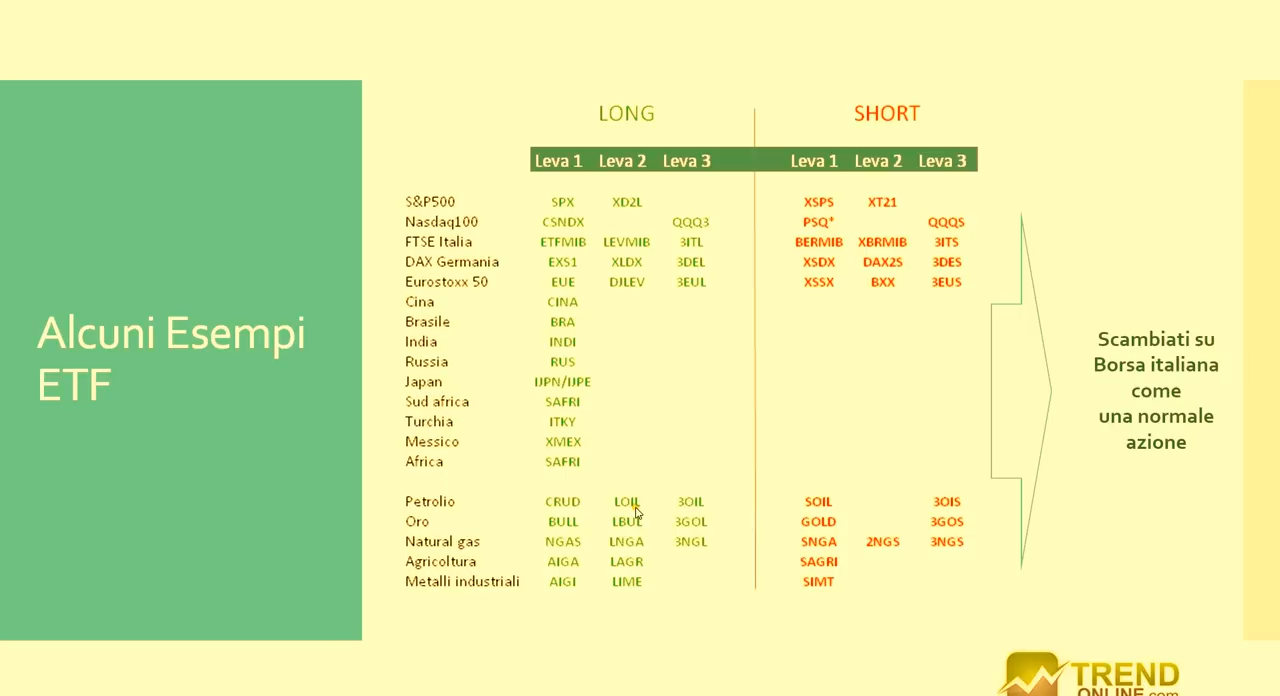 Alcuni Esempi
ETF
LONG SHORT
Leva 1 Leva 2 Leva 3 Leva 1 Leva 2 Leva 3
S&P500 SPX XD2L XSPS XT21
Nasdaq100 CSNDX QQQ3 PSQ* QQQS
FTSE Italia ETFMIB LEVMIB 3ITL BERMIB XBRMIB 3ITS
DAX Germania EXS1 XLDX 3DEL XSDX DAX2S 3DES
Eurostoxx 50 EUE DJLEV 3EUL XSSX BXX 3EUS
Cina CINA
Brasile BRA
India INDI
Russia RUS
Japan IJPN/IJPE
Sud africa SAFRI
Turchia ITKY
Messico XMEX
Africa SAFRI
Petrolio CRUD LOIL 3OIL SOIL 3OIS
Oro BULL LBUL 3GOL GOLD 3GOS
Natural gas NGAS LNGA 3NGL SNGA 2NGS 3NGS
Agricoltura AIGA LAGR SAGRI
Metalli industriali AIGI LIME SIMT
Scambiati su
Borsa italiana
come
una normale
azione
TREND
ONLINE.com